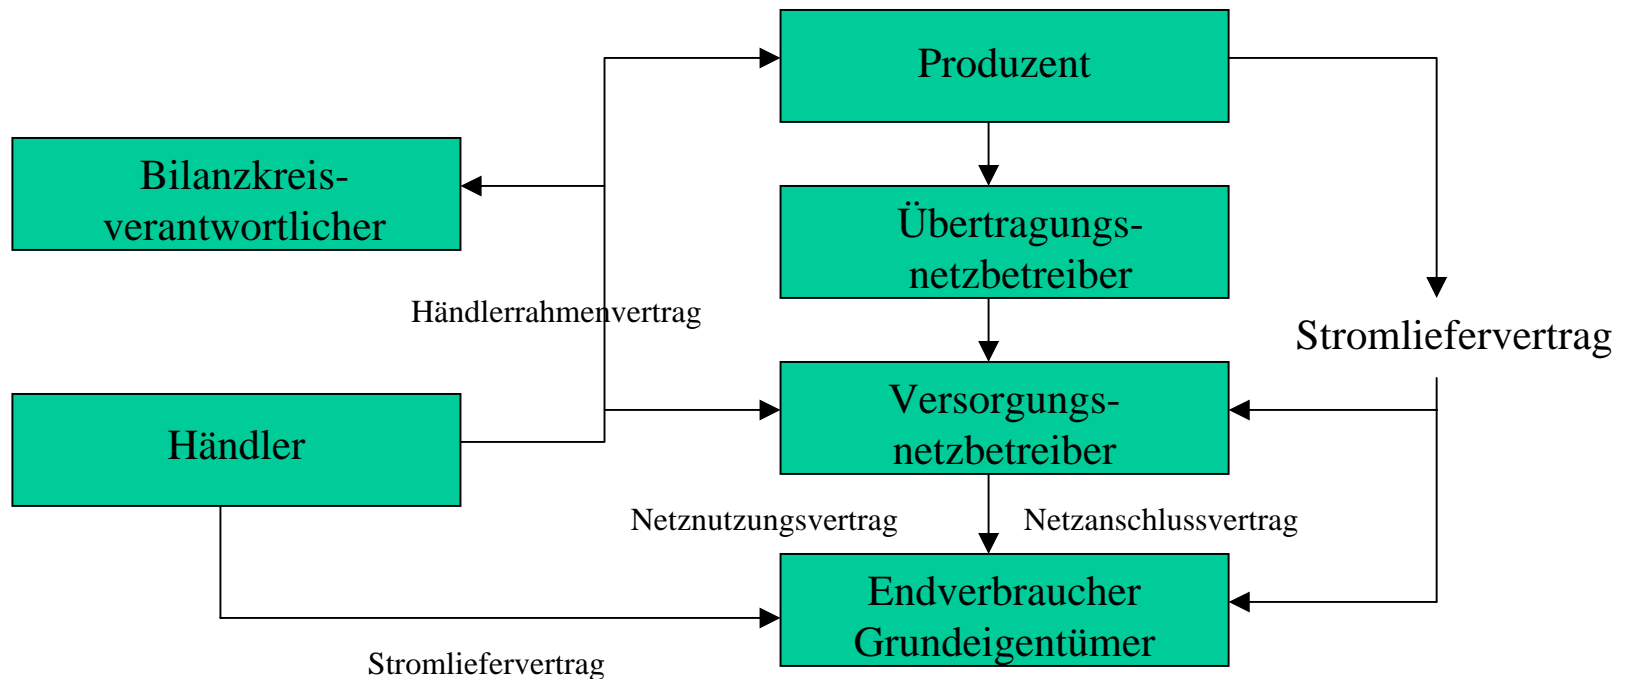 Produzent
Bilanzkreis-
verantwortlicher
Übertragungs-
netzbetreiber
Händlerrahmenvertrag
Stromliefervertrag
Versorgungs-
netzbetreiber
Händler
Netznutzungsvertrag
Netzanschlussvertrag
Endverbraucher
Grundeigentümer
Stromliefervertrag